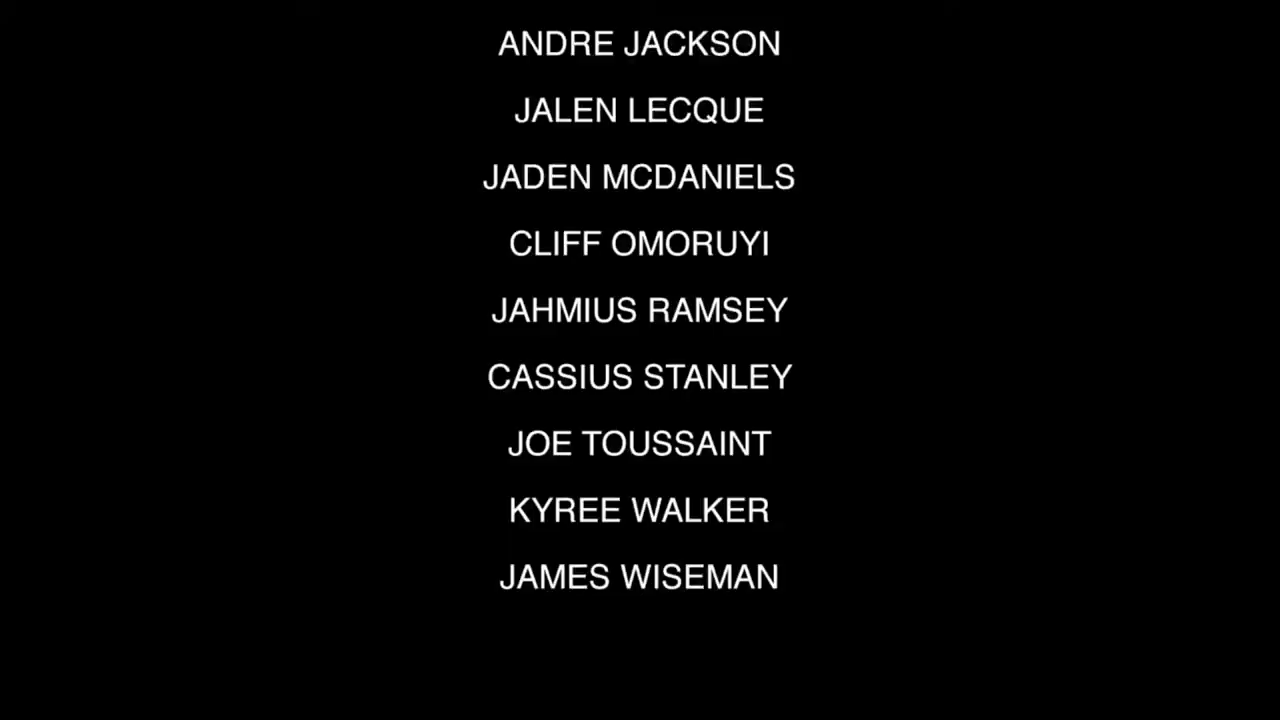 ANDRE JACKSON
JALEN LECQUE
JADEN MCDANIELS
CLIFF OMORUYI
JAHMIUS RAMSEY
CASSIUS STANLEY
JOE TOUSSAINT
KYREE WALKER
JAMES WISEMAN